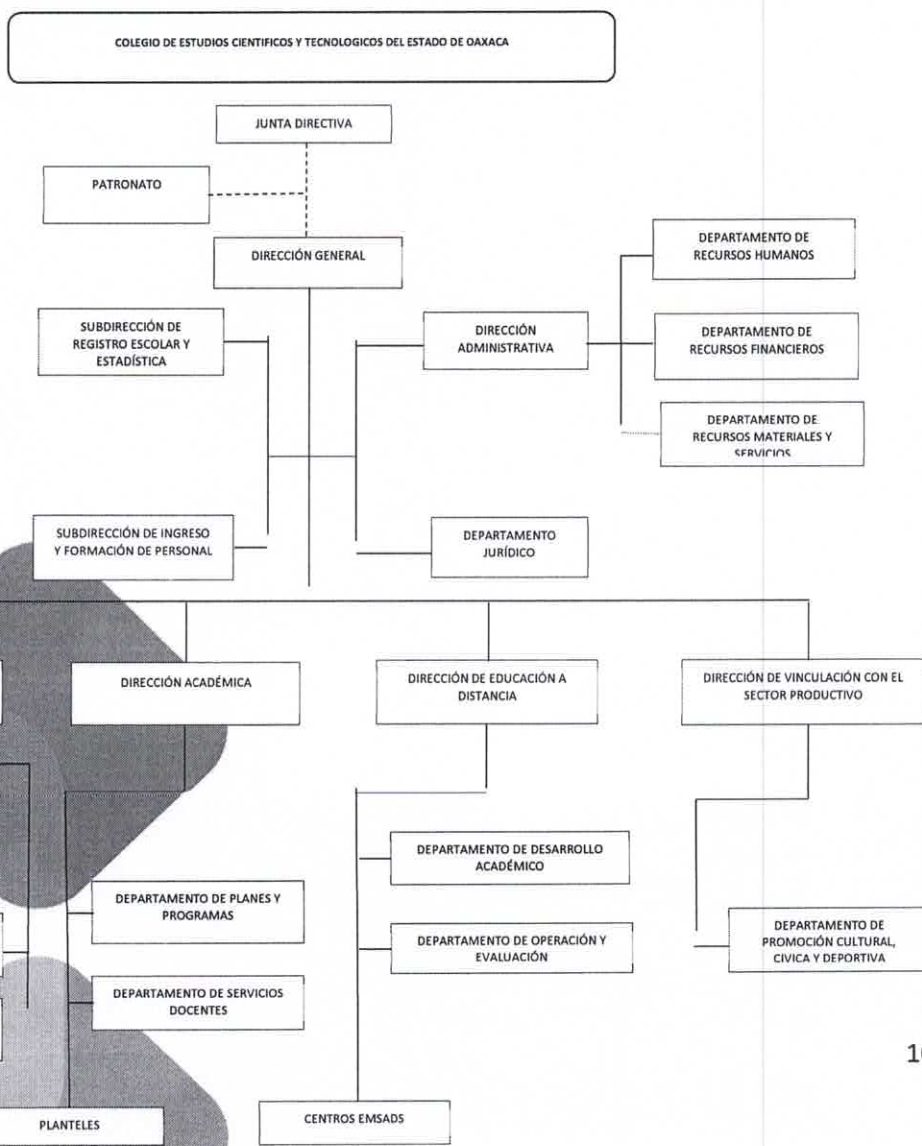 COLEGIO DE ESTUDIOS CIENTIFICOS Y TECNOLOGICOS DEL ESTADO DE OAXACA
JUNTA DIRECTIVA
PATRONATO
DIRECCIÓN GENERAL
DEPARTAMENTO DE
RECURSOS HUMANOS
SUBDIRECCIÓN DE
REGISTRO ESCOLAR Y
ESTADÍSTICA
DIRECCIÓN
ADMINISTRATIVA
DEPARTAMENTO DE
RECURSOS FINANCIEROS
DEPARTAMENTO DE
RECURSOS MATERIALES Y
SERVICIOS
SUBDIRECCIÓN DE INGRESO
Y FORMACIÓN DE PERSONAL
DEPARTAMENTO
JURÍDICO
DIRECCIÓN ACADÉMICA
DIRECCIÓN DE EDUCACIÓN A
DISTANCIA
DIRECCIÓN DE VINCULACIÓN CON EL
SECTOR PRODUCTIVO
DEPARTAMENTO DE DESARROLLO
ACADÉMICO
DEPARTAMENTO DE PLANES Y
PROGRAMAS
DEPARTAMENTO DE OPERACIÓN Y
EVALUACIÓN
DEPARTAMENTO DE
PROMOCIÓN CULTURAL,
CIVICA Y DEPORTIVA
DEPARTAMENTO DE SERVICIOS
DOCENTES
PLANTELES
CENTROS EMSADS